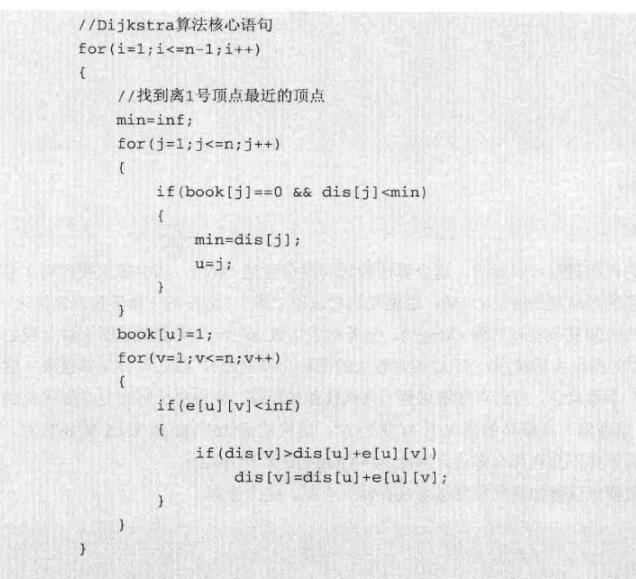 //Dijkstra算法核心语句
for(i=1;i<=n-1;i++)
{
//找到离1号顶点最近的顶点
min=inf;
for(j=1;j<=n;j++)
{
if(book[j]==0 && dis[j]<min)
{
min=dis[j];
u=j;
}
}
book[u]=1;
for(v=1;v<=n;v++)
{
if(e[u][v]<inf)
{
if(dis[v]>dis[u]+e[u][v])
dis[v]=dis[u]+e[u][v];
}
}
}